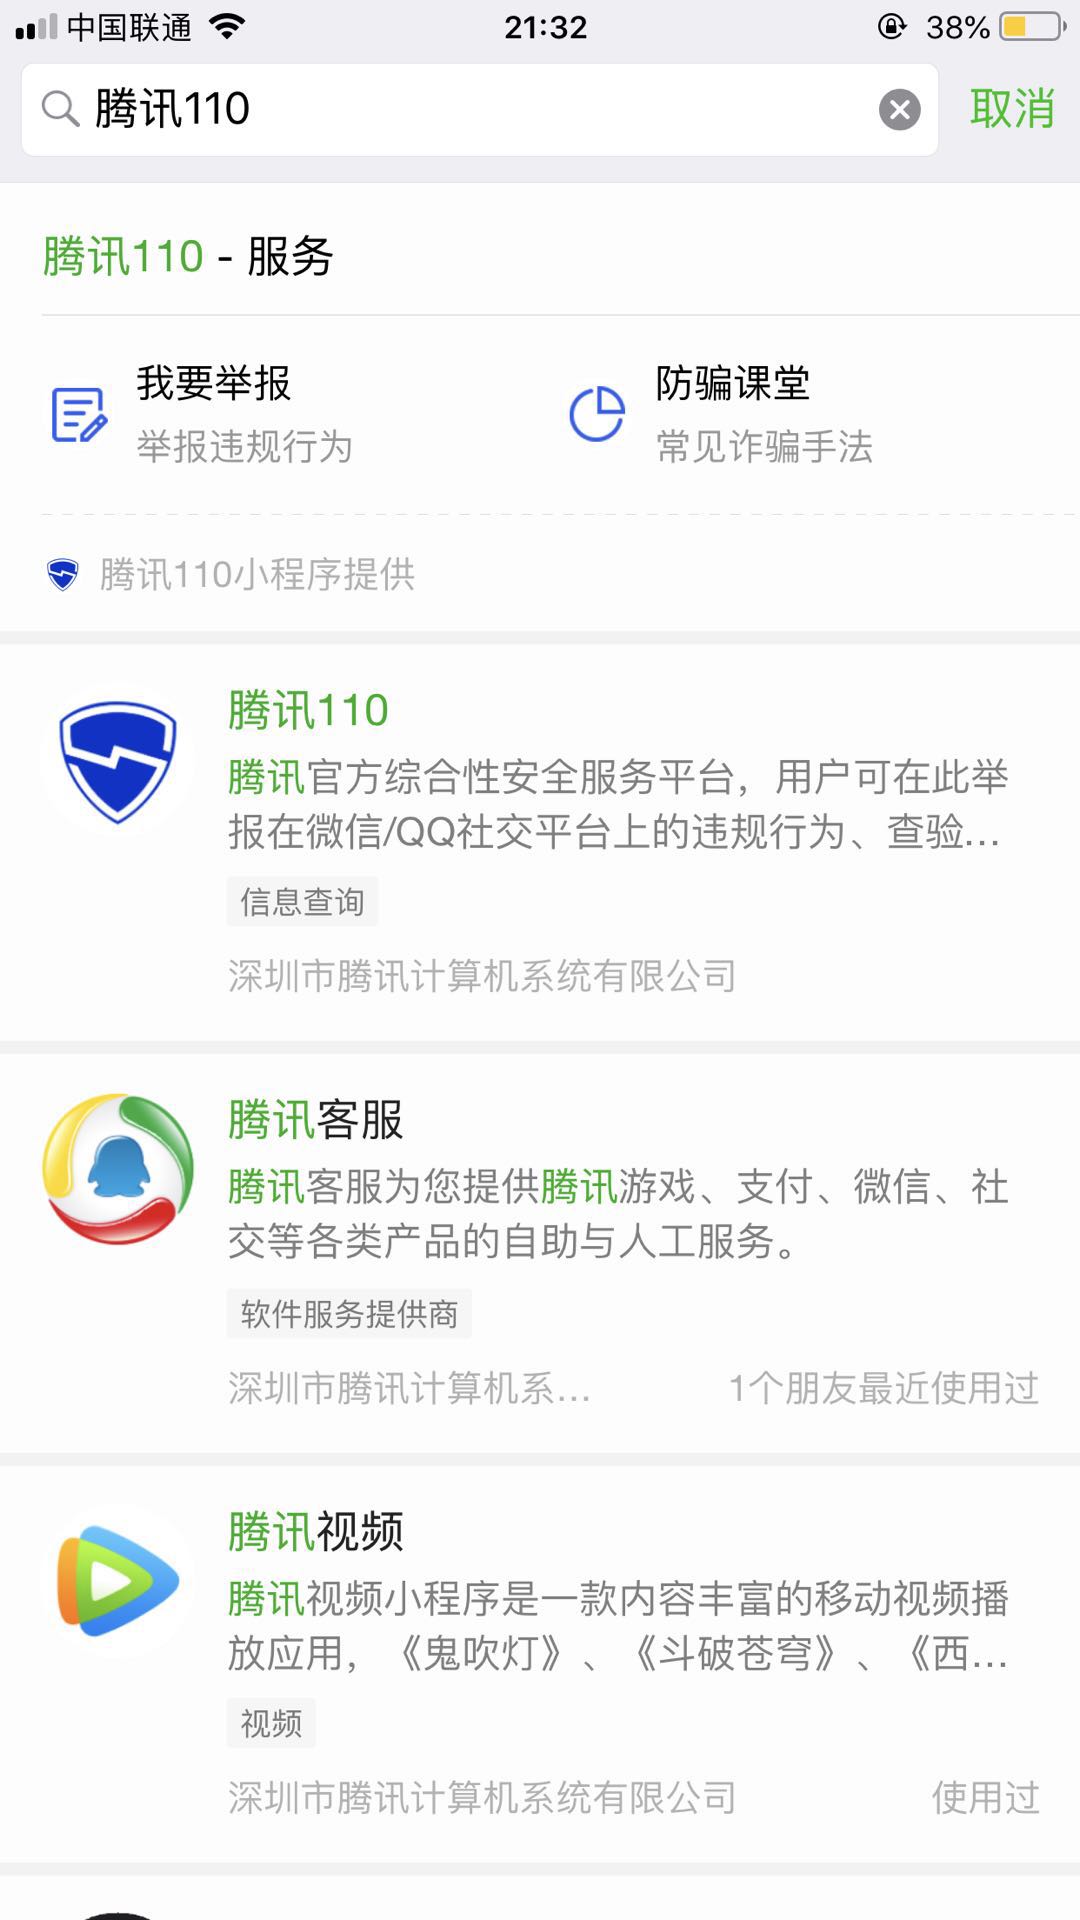 中国联通
21:32
38%
腾讯110
取消
腾讯110 - 服务
我要举报
举报违规行为
防骗课堂
常见诈骗手法
腾讯110小程序提供
腾讯110
腾讯官方综合性安全服务平台，用户可在此举
报在微信/QQ社交平台上的违规行为、查验...
信息查询
深圳市腾讯计算机系统有限公司
腾讯客服
腾讯客服为您提供腾讯游戏、支付、微信、社
交等各类产品的自助与人工服务。
软件服务提供商
深圳市腾讯计算机系...
1个朋友最近使用过
腾讯视频
腾讯视频小程序是一款内容丰富的移动视频播
放应用，《鬼吹灯》、《斗破苍穹》、《西...
视频
深圳市腾讯计算机系统有限公司
使用过